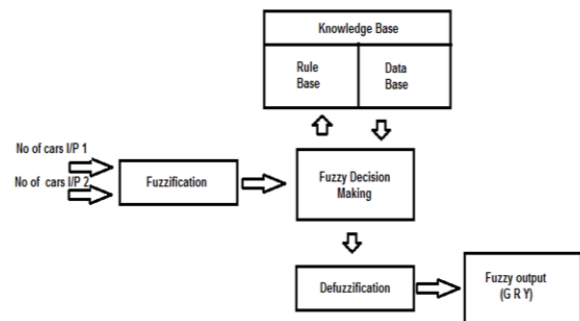 Knowledge Base
Rule
Base
Data
Base
No of cars I/P 1
No of cars I/P 2
Fuzzification
Fuzzy Decision
Making
Defuzzification
Fuzzy output
(G R Y)